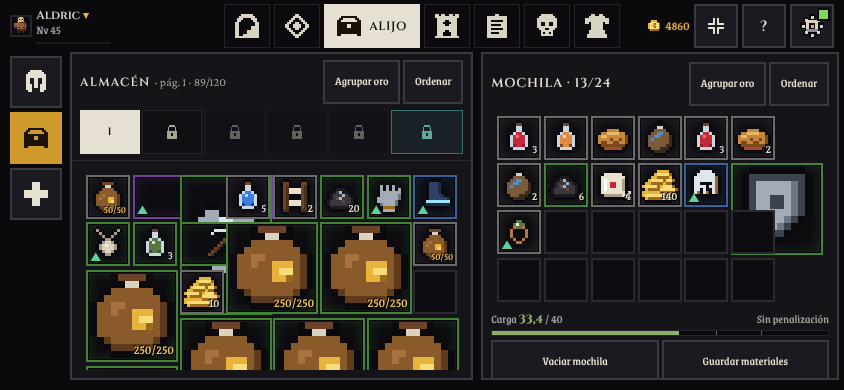 ALDRIC ▾
Nv 45
ALIJO
4860
?
ALMACÉN · pág. 1 · 89/120
Agrupar oro
Ordenar
MOCHILA · 13/24
Agrupar oro
Ordenar
I
3
3
2
50/50
5
2
20
2
6
4
140
3
50/50
10
250/250
250/250
250/250
Carga 33,4 / 40
Sin penalización
Vaciar mochila
Guardar materiales